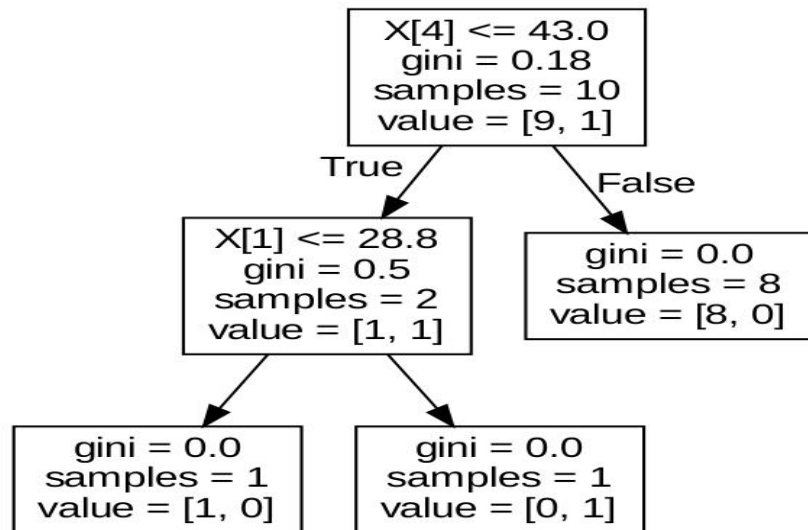 X[4] <= 43.0
gini = 0.18
samples = 10
value = [9, 1]
True
False
X[1] <= 28.8
gini = 0.5
samples = 2
value = [1, 1]
gini = 0.0
samples = 8
value = [8, 0]
gini = 0.0
samples = 1
value = [1, 0]
gini = 0.0
samples = 1
value = [0, 1]